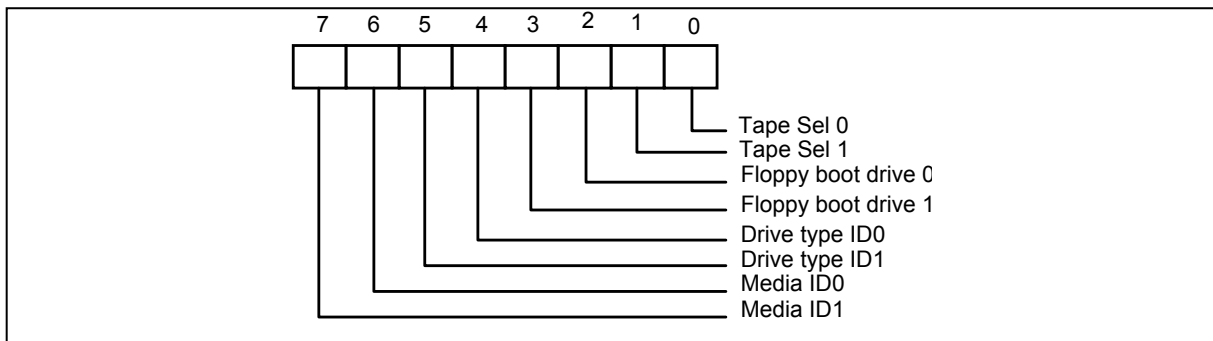 7 6 5 4 3 2 1 0
Tape Sel 0
Tape Sel 1
Floppy boot drive 0
Floppy boot drive 1
Drive type ID0
Drive type ID1
Media ID0
Media ID1